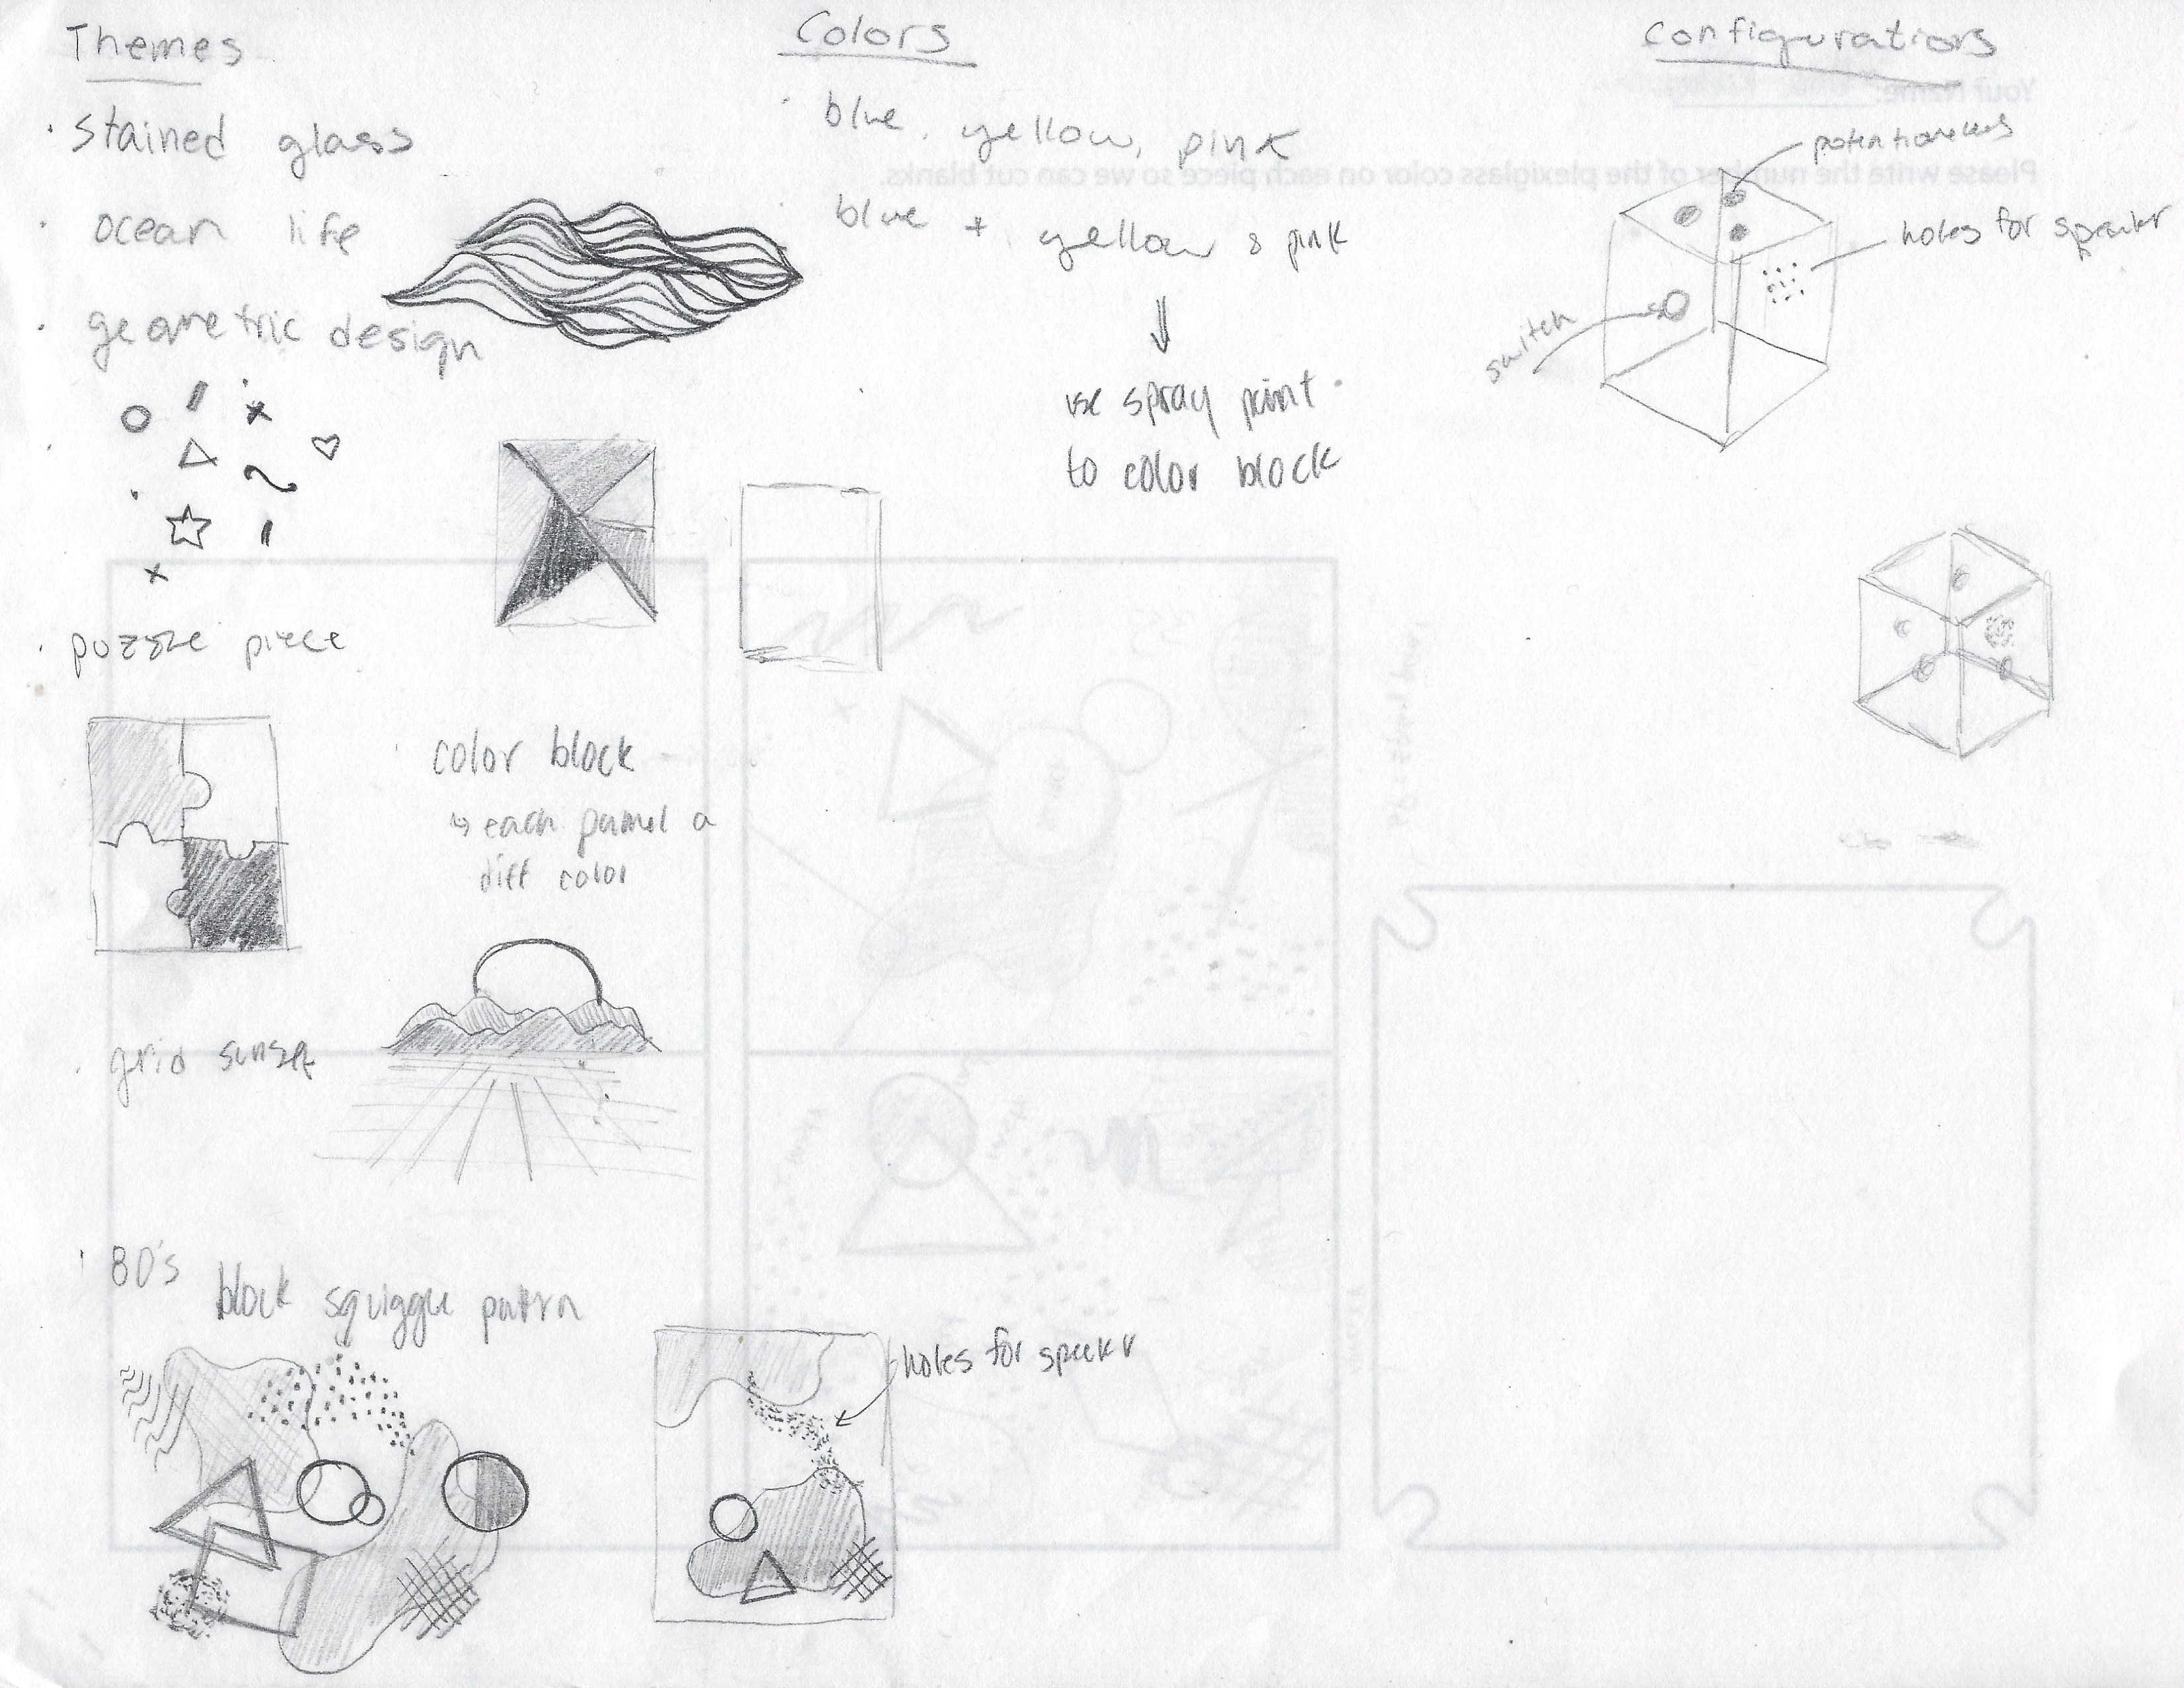 Themes
· stained glass
· ocean life
· geometric design
· puzzle piece
· color block
↳ each pannel a
diff color
· grid sunset
· 80's
block squiggle pattern
holes for speaker
Colors
· blue, yellow, pink
· blue + yellow & pink
⇓
use spray paint
to color block
Configurations
potentiometers
holes for speaker
switch
Your Name:
Please write the number of the plexiglass color on each piece so we can cut blanks.